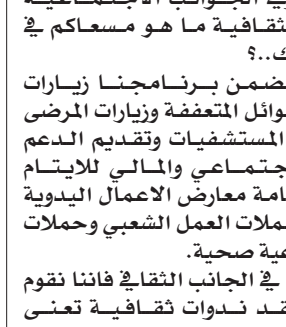 الجوانب الاجتماعية
ثقافية ما هو مسعاكم في
ك..؟
ضمن برنامجنا زيارات
وائل المتعففة وزيارات المرضى
المستشفيات وتقديم الدعم
جتماعي والمالي للايتام
امة معارض الاعمال اليدوية
ملات العمل الشعبي وحملات
عية صحية.
في الجانب الثقافي فاننا نقوم
قد ندوات ثقافية تعنى